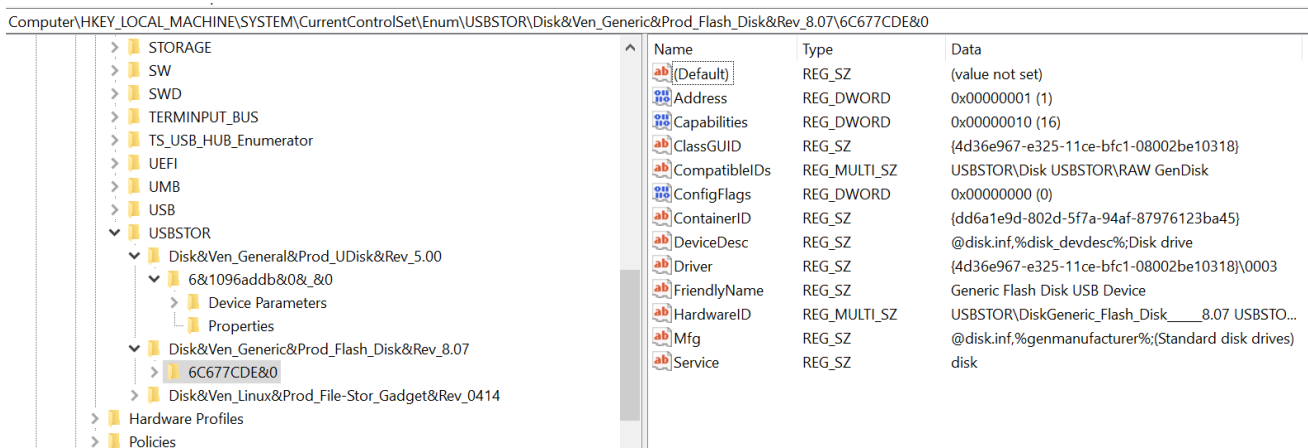 Computer\HKEY_LOCAL_MACHINE\SYSTEM\CurrentControlSet\Enum\USBSTOR\Disk&Ven_Generic&Prod_Flash_Disk&Rev_8.07\6C677CDE&0
STORAGE
SW
SWD
TERMINPUT_BUS
TS_USB_HUB_Enumerator
UEFI
UMB
USB
USBSTOR
Disk&Ven_General&Prod_UDisk&Rev_5.00
6&1096addb&0&_&0
Device Parameters
Properties
Disk&Ven_Generic&Prod_Flash_Disk&Rev_8.07
6C677CDE&0
Disk&Ven_Linux&Prod_File-Stor_Gadget&Rev_0414
Hardware Profiles
Policies
Name Type Data
(Default) REG_SZ (value not set)
Address REG_DWORD 0x00000001 (1)
Capabilities REG_DWORD 0x00000010 (16)
ClassGUID REG_SZ {4d36e967-e325-11ce-bfc1-08002be10318}
CompatibleIDs REG_MULTI_SZ USBSTOR\Disk USBSTOR\RAW GenDisk
ConfigFlags REG_DWORD 0x00000000 (0)
ContainerID REG_SZ {dd6a1e9d-802d-5f7a-94af-87976123ba45}
DeviceDesc REG_SZ @disk.inf,%disk_devdesc%;Disk drive
Driver REG_SZ {4d36e967-e325-11ce-bfc1-08002be10318}\0003
FriendlyName REG_SZ Generic Flash Disk USB Device
HardwareID REG_MULTI_SZ USBSTOR\DiskGeneric_Flash_Disk______8.07 USBSTO...
Mfg REG_SZ @disk.inf,%genmanufacturer%;(Standard disk drives)
Service REG_SZ disk